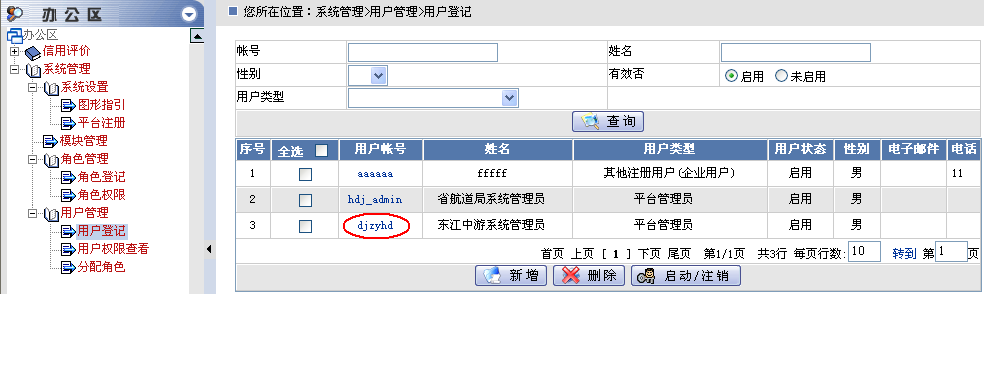 办公区
办公区
信用评价
系统管理
系统设置
图形指引
平台注册
模块管理
角色管理
角色登记
角色权限
用户管理
用户登记
用户权限查看
分配角色
您所在位置：系统管理>用户管理>用户登记
帐号 姓名
性别 有效否 启用 未启用
用户类型
查询
序号 全选 用户帐号 姓名 用户类型 用户状态 性别 电子邮件 电话
1 aaaaaa fffff 其他注册用户(企业用户) 启用 男 11
2 hdj_admin 省航道局系统管理员 平台管理员 启用 男
3 djzyhd 东江中游系统管理员 平台管理员 启用 男
首页 上页 [ 1 ] 下页 尾页 第1/1页 共3行 每页行数:10 转到 第1页
新增 删除 启动/注销